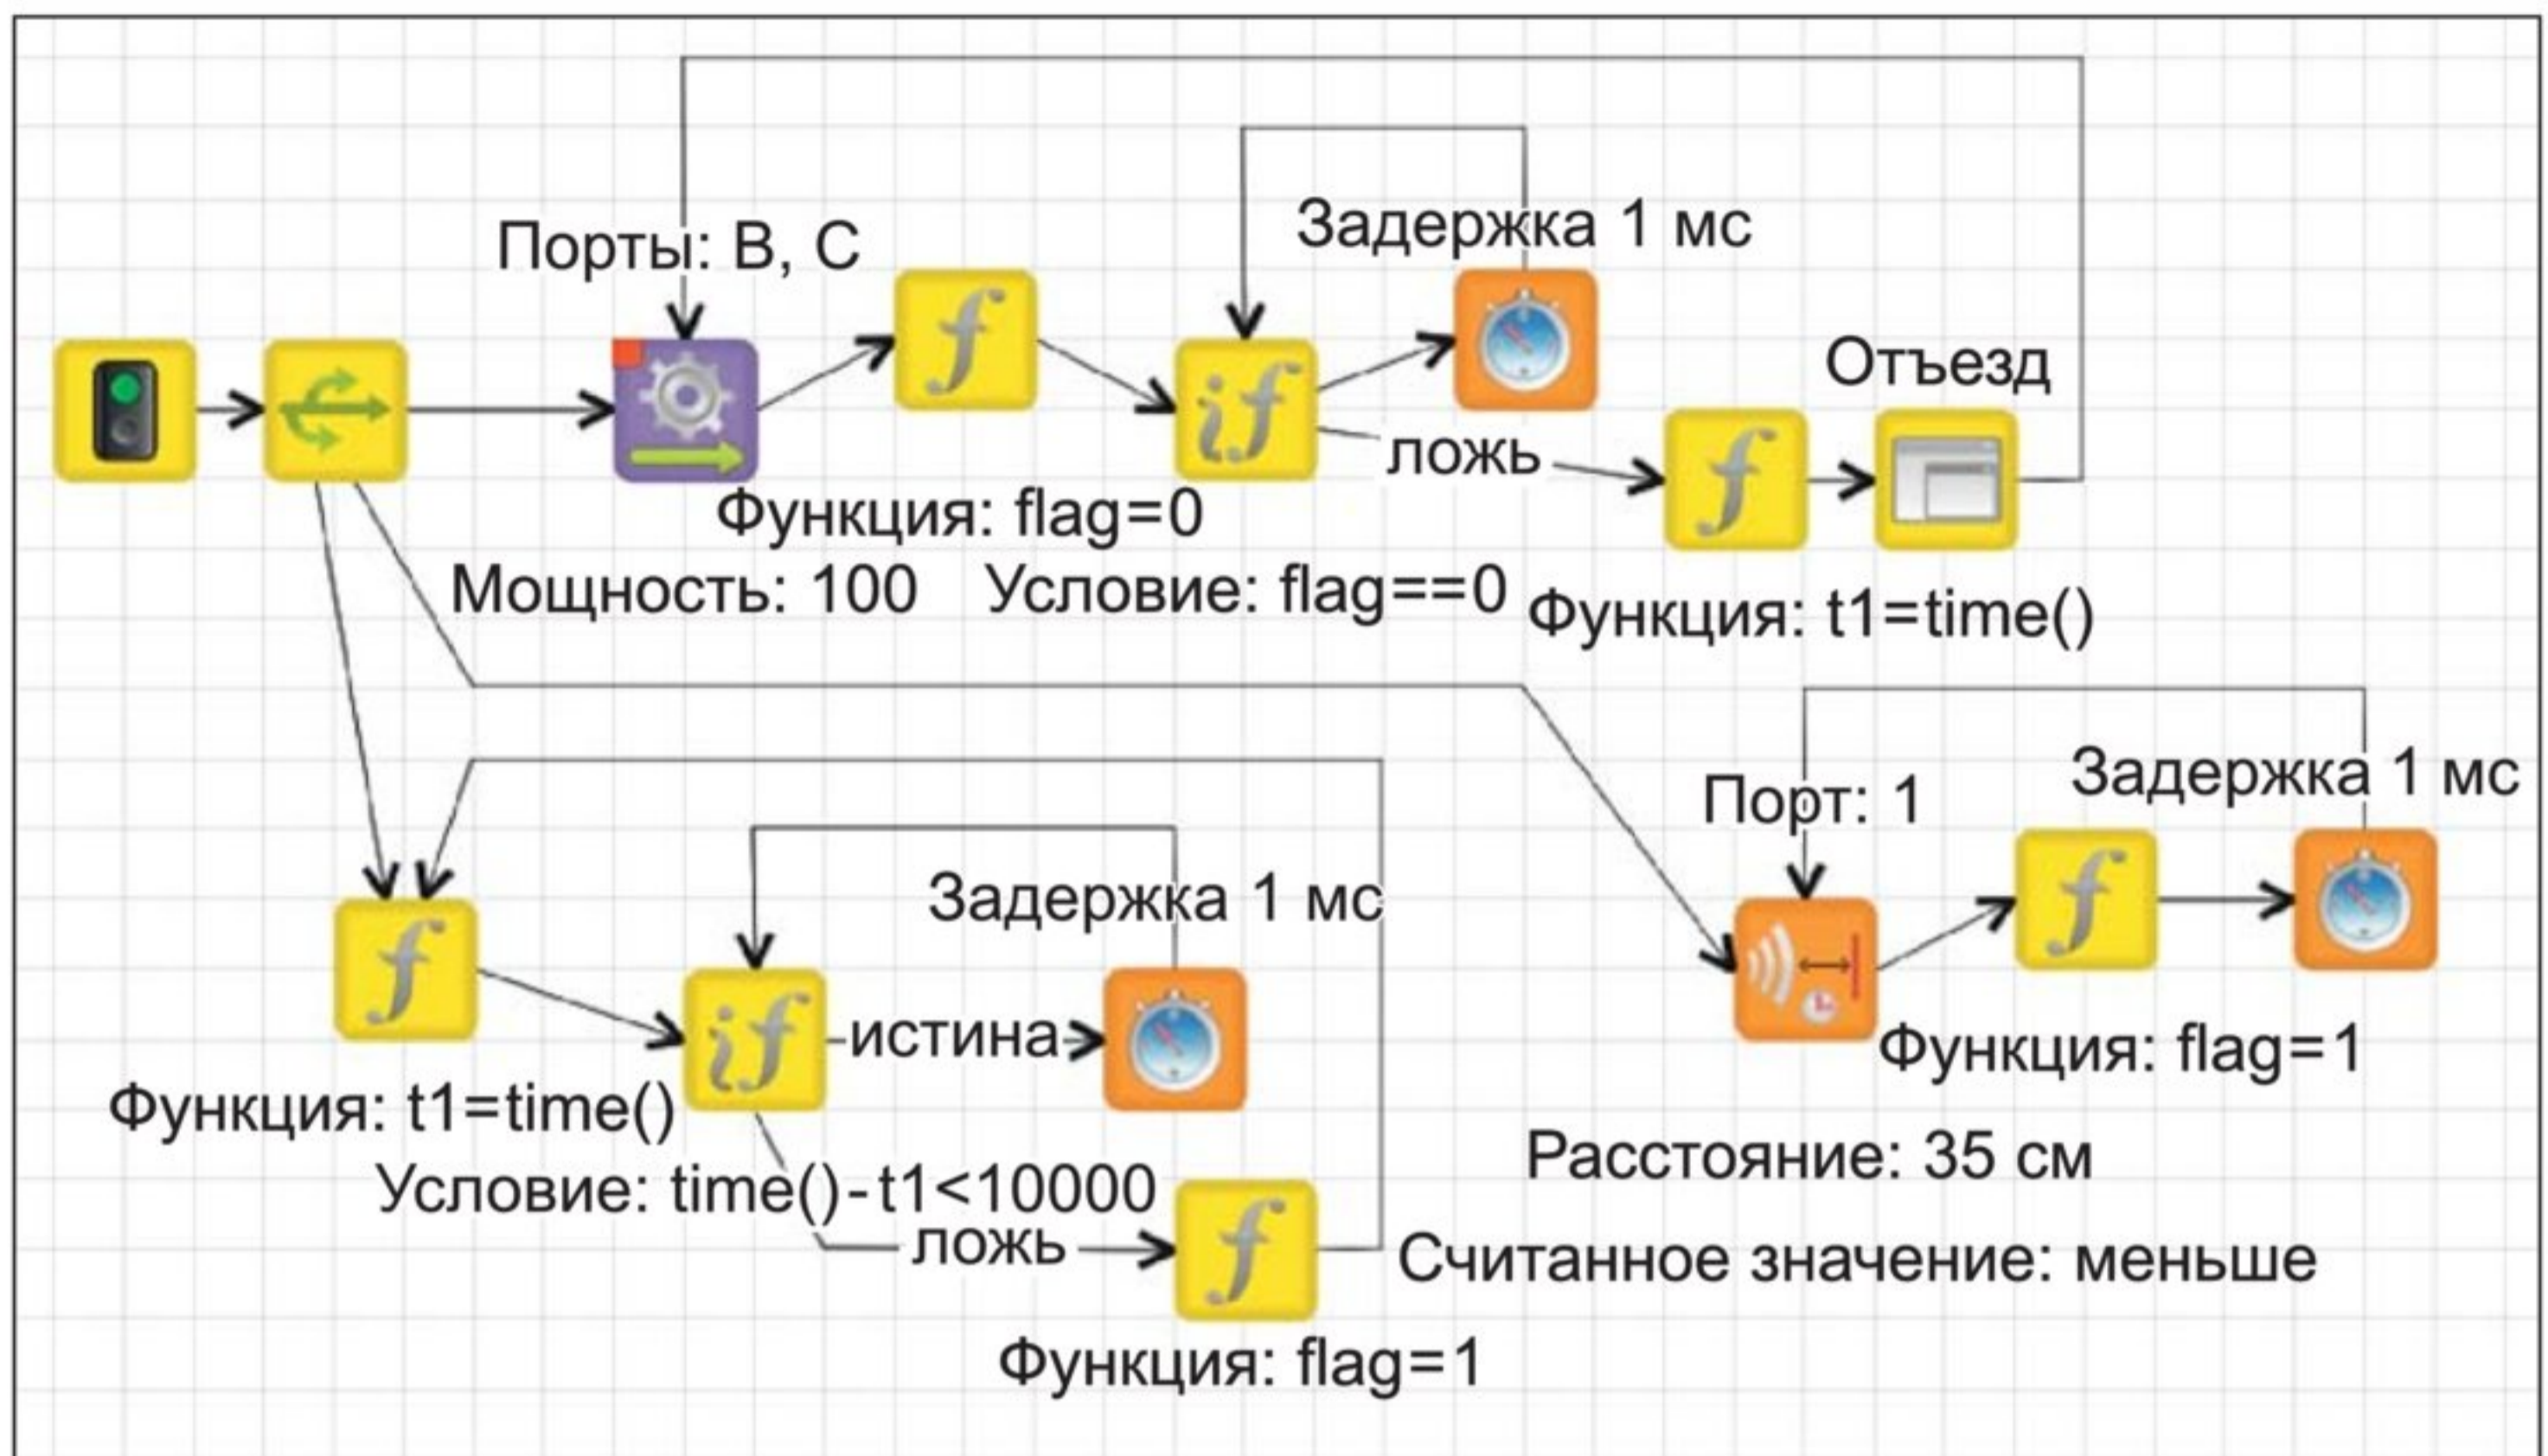 Порты: B, C
Задержка 1 мс
Отъезд
ложь
Функция: flag=0
Мощность: 100
Условие: flag==0
Функция: t1=time()
Порт: 1
Задержка 1 мс
Задержка 1 мс
истина
Функция: flag=1
Функция: t1=time()
Расстояние: 35 см
Условие: time()-t1<10000
ложь
Считанное значение: меньше
Функция: flag=1